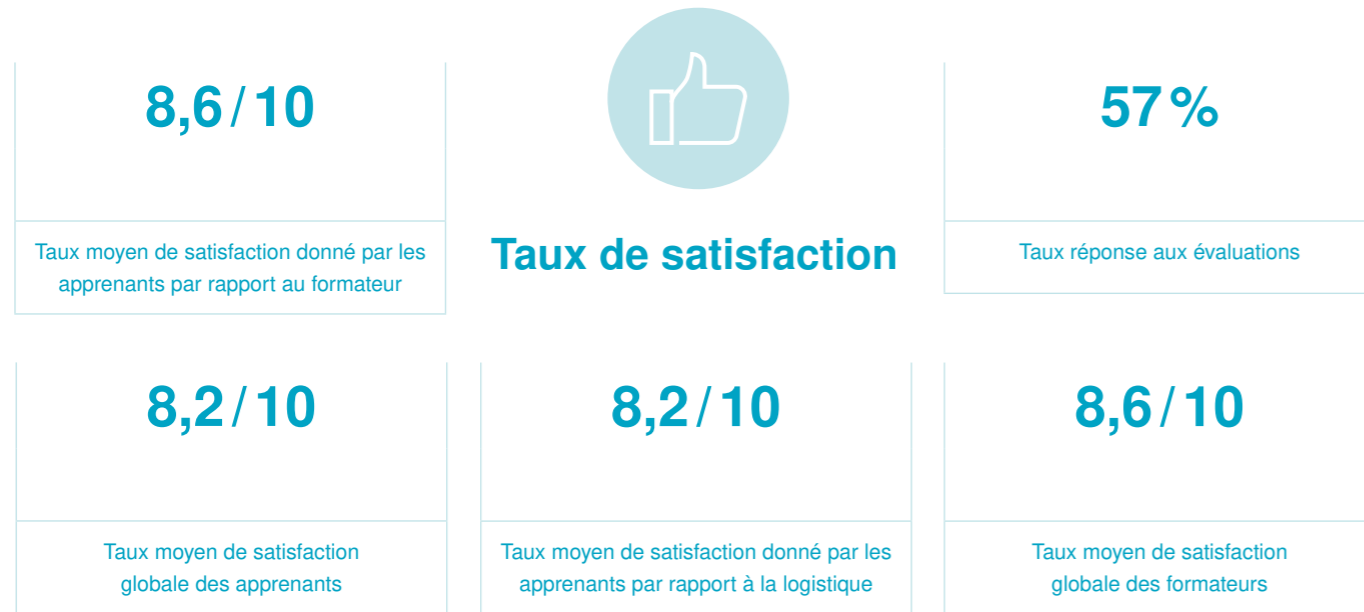 8,6/10
Taux moyen de satisfaction donné par les
apprenants par rapport au formateur
Taux de satisfaction
57%
Taux réponse aux évaluations
8,2/10
Taux moyen de satisfaction
globale des apprenants
8,2/10
Taux moyen de satisfaction donné par les
apprenants par rapport à la logistique
8,6/10
Taux moyen de satisfaction
globale des formateurs